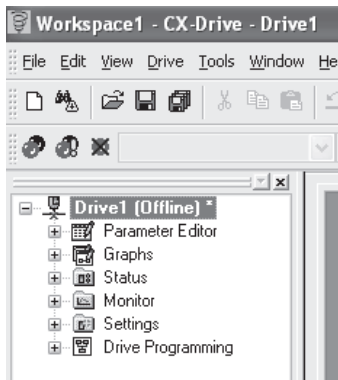 Workspace1 - CX-Drive - Drive1
File Edit View Drive Tools Window He
Drive1 (Offline) *
Parameter Editor
Graphs
Status
Monitor
Settings
Drive Programming